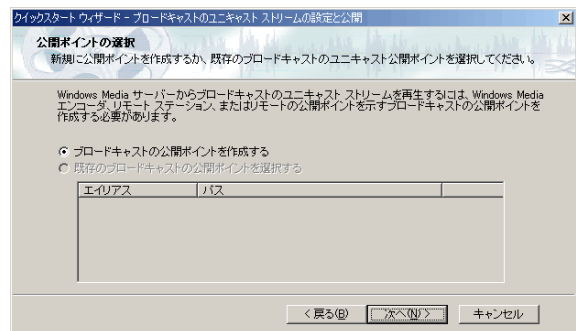 クイックスタート ウィザード - ブロードキャストのユニキャスト ストリームの設定と公開
公開ポイントの選択
新規に公開ポイントを作成するか、既存のブロードキャストのユニキャスト公開ポイントを選択してください。
Windows Media サーバーからブロードキャストのユニキャスト ストリームを再生するには、Windows Media
エンコーダ、リモート ステーション、またはリモートの公開ポイントを示すブロードキャストの公開ポイントを
作成する必要があります。
ブロードキャストの公開ポイントを作成する
既存のブロードキャストの公開ポイントを選択する
エイリアス パス
< 戻る(B) 次へ(N) > キャンセル